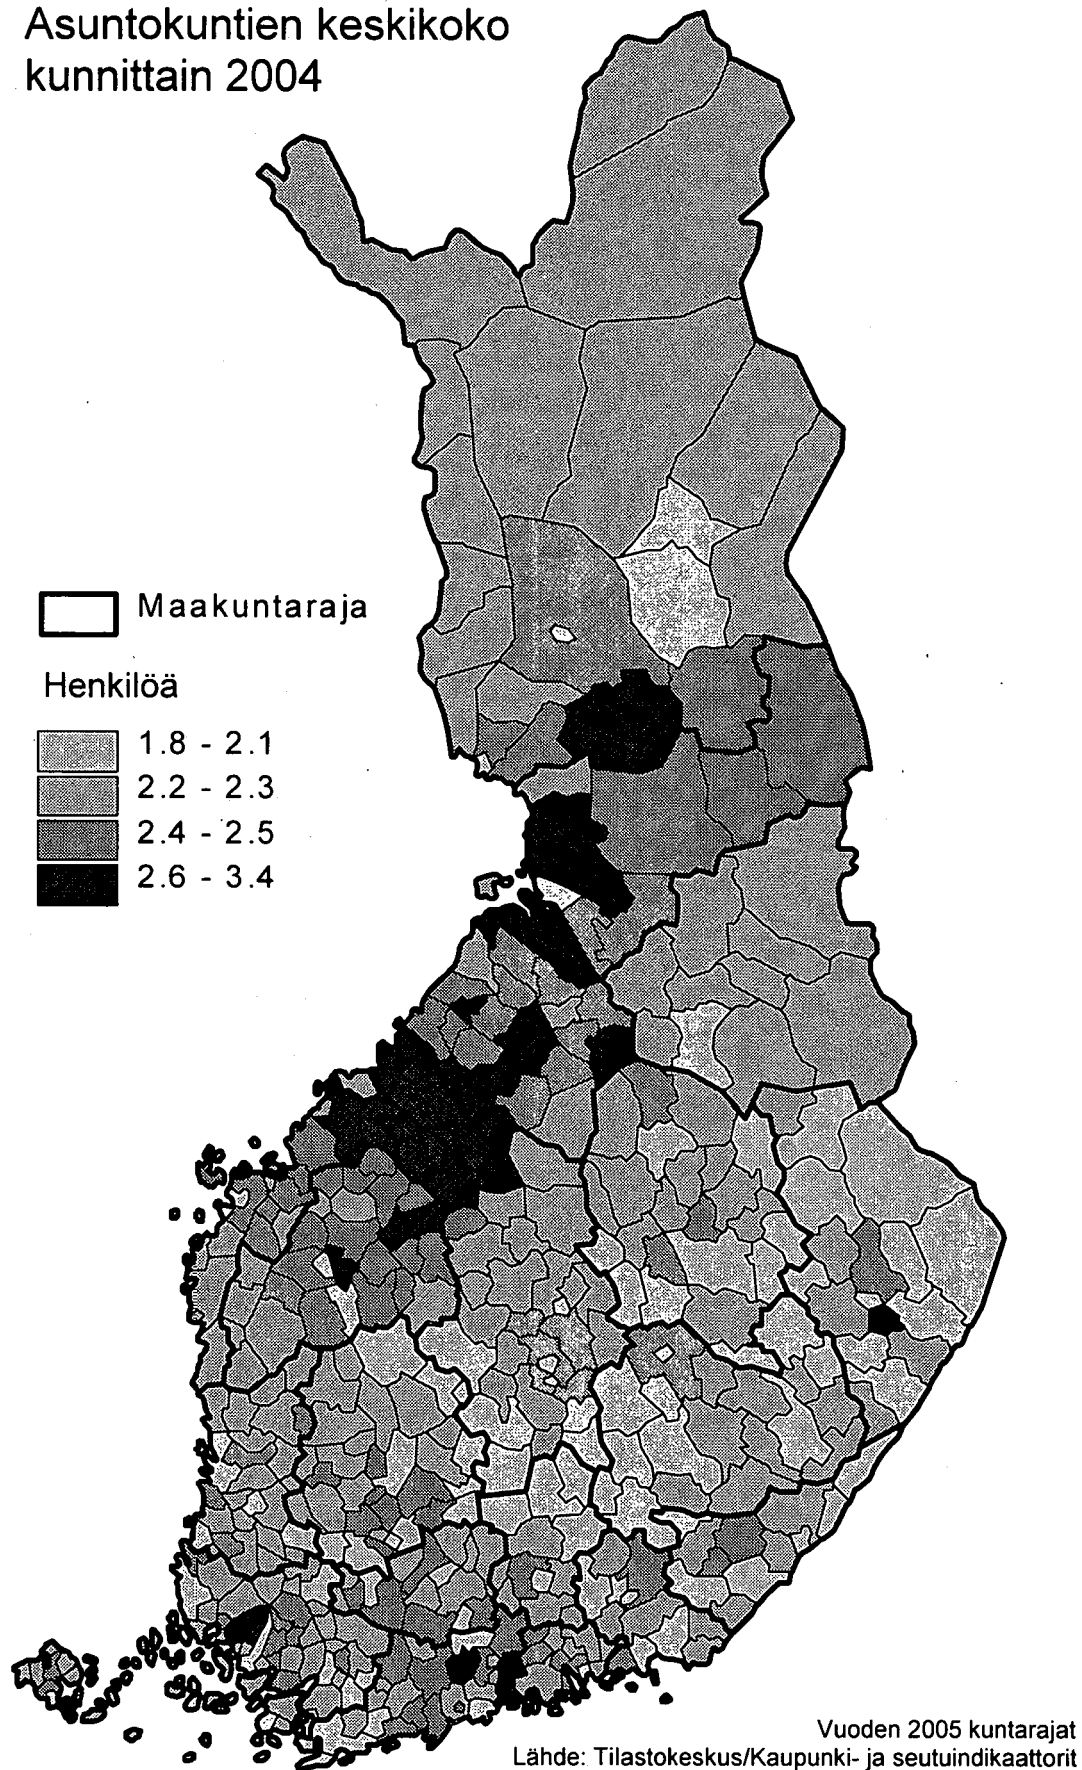 Asuntokuntien keskikoko
kunnittain 2004
Maakuntaraja
Henkilöä
1.8 - 2.1
2.2 - 2.3
2.4 - 2.5
2.6 - 3.4
Vuoden 2005 kuntarajat
Lähde: Tilastokeskus/Kaupunki- ja seutuindikaattorit